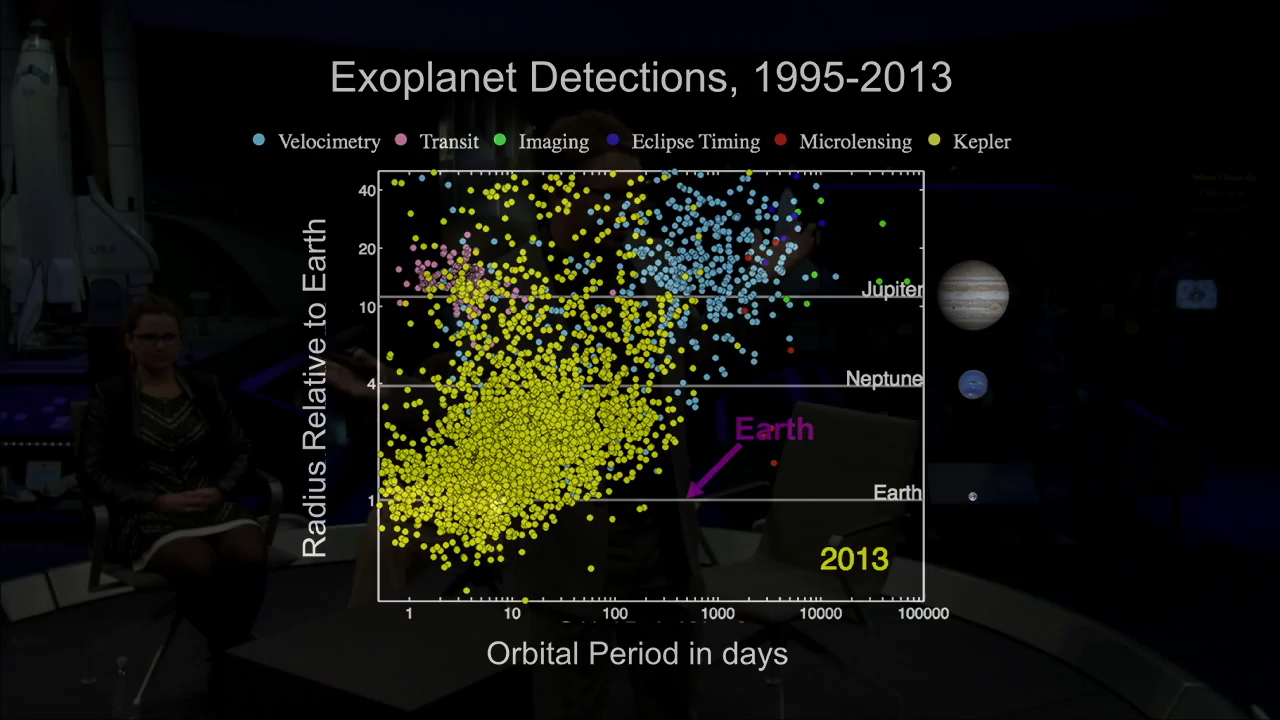 Exoplanet Detections, 1995-2013
Velocimetry Transit Imaging Eclipse Timing Microlensing Kepler
40
20
10
4
1
Radius Relative to Earth
Jupiter
Neptune
Earth
Earth
2013
1 10 100 1000 10000 100000
Orbital Period in days
USA